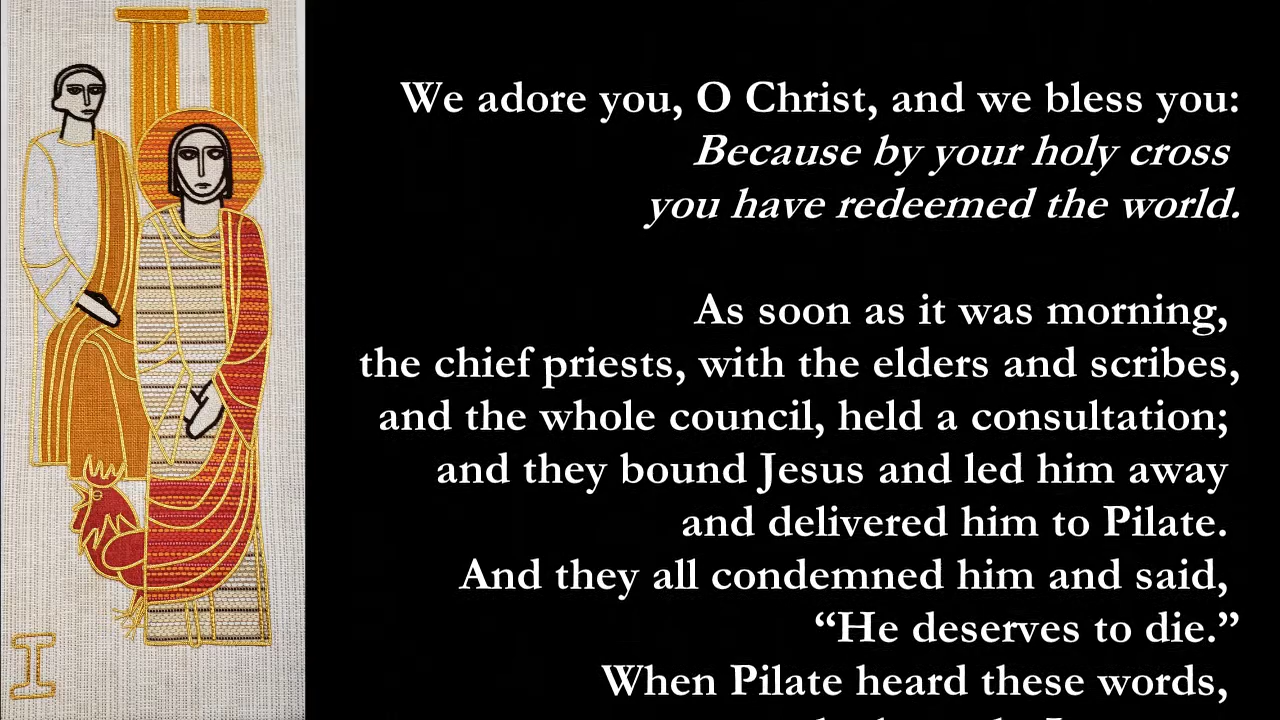 We adore you, O Christ, and we bless you:
Because by your holy cross
you have redeemed the world.
As soon as it was morning,
the chief priests, with the elders and scribes,
and the whole council, held a consultation;
and they bound Jesus and led him away
and delivered him to Pilate.
And they all condemned him and said,
“He deserves to die.”
When Pilate heard these words,
I